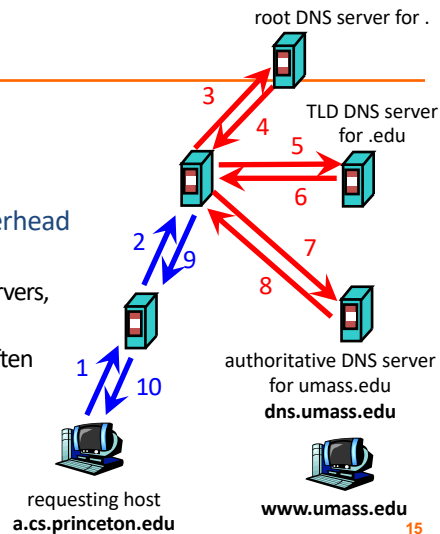 root DNS server for .
3
4
TLD DNS server
for .edu
5
6
erhead
2
9
7
8
rvers,
ften
1
10
authoritative DNS server
for umass.edu
dns.umass.edu
requesting host
a.cs.princeton.edu
www.umass.edu
15